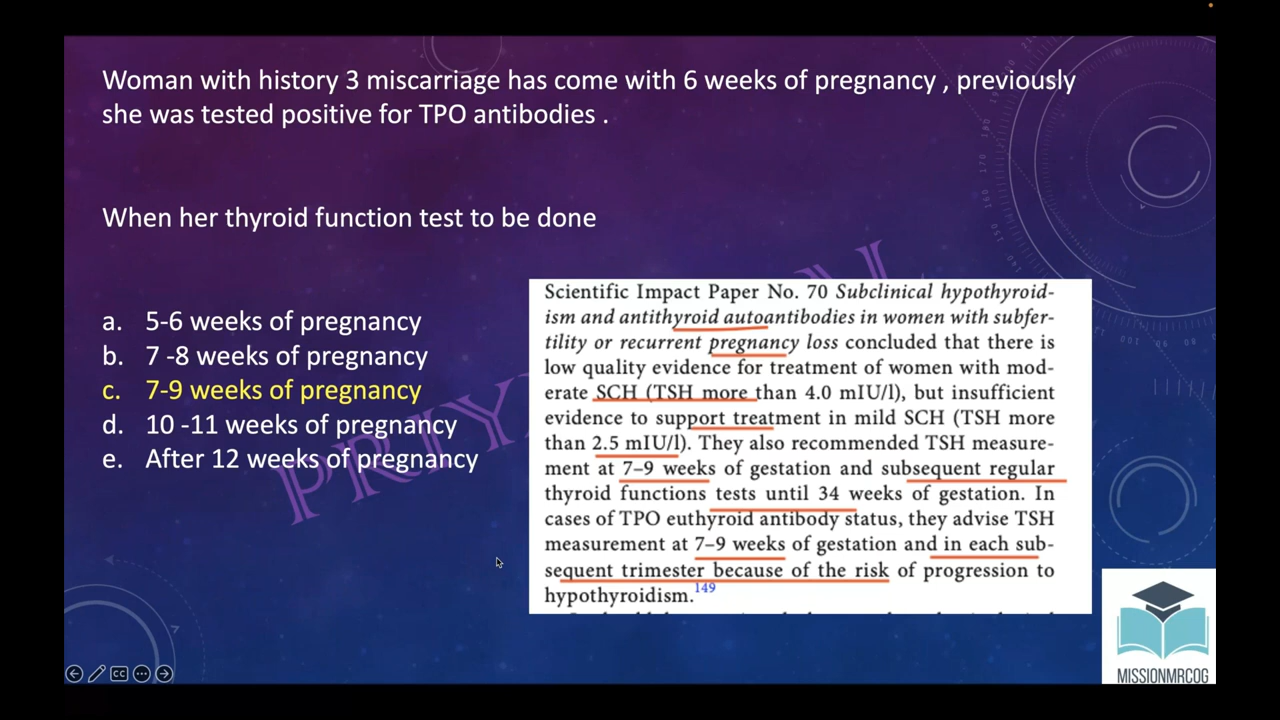 Woman with history 3 miscarriage has come with 6 weeks of pregnancy , previously
she was tested positive for TPO antibodies .
When her thyroid function test to be done
a. 5-6 weeks of pregnancy
b. 7 -8 weeks of pregnancy
c. 7-9 weeks of pregnancy
d. 10 -11 weeks of pregnancy
e. After 12 weeks of pregnancy
Scientific Impact Paper No. 70 Subclinical hypothyroid-
ism and antithyroid autoantibodies in women with subfer-
tility or recurrent pregnancy loss concluded that there is
low quality evidence for treatment of women with mod-
erate SCH (TSH more than 4.0 mIU/l), but insufficient
evidence to support treatment in mild SCH (TSH more
than 2.5 mIU/l). They also recommended TSH measure-
ment at 7–9 weeks of gestation and subsequent regular
thyroid functions tests until 34 weeks of gestation. In
cases of TPO euthyroid antibody status, they advise TSH
measurement at 7–9 weeks of gestation and in each sub-
sequent trimester because of the risk of progression to
hypothyroidism.149
CC
MISSIONMRCOG